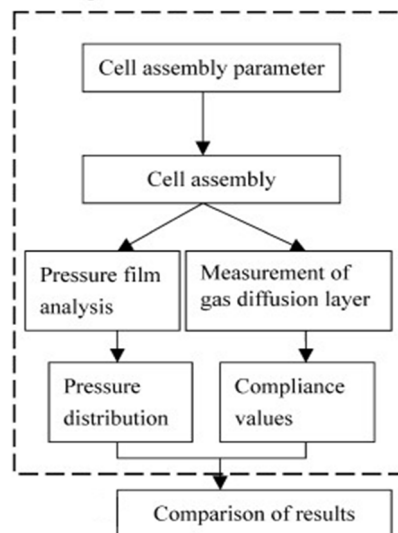 Cell assembly parameter
Cell assembly
Pressure film
analysis
Measurement of
gas diffusion layer
Pressure
distribution
Compliance
values
Comparison of results